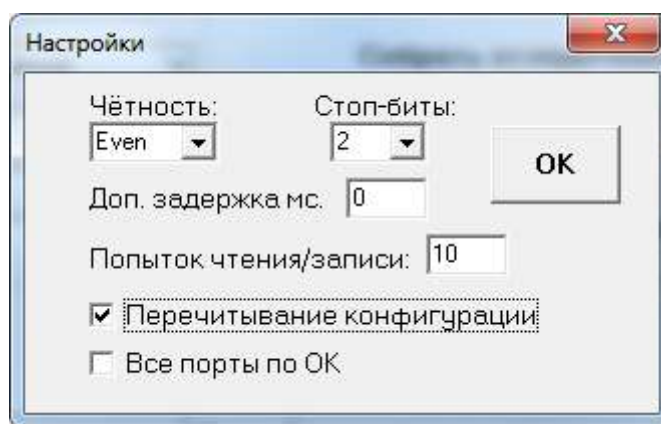 Настройки
Чётность: Стоп-биты:
Even 2
OK
Доп. задержка мс. 0
Попыток чтения/записи: 10
Перечитывание конфигурации
Все порты по OK